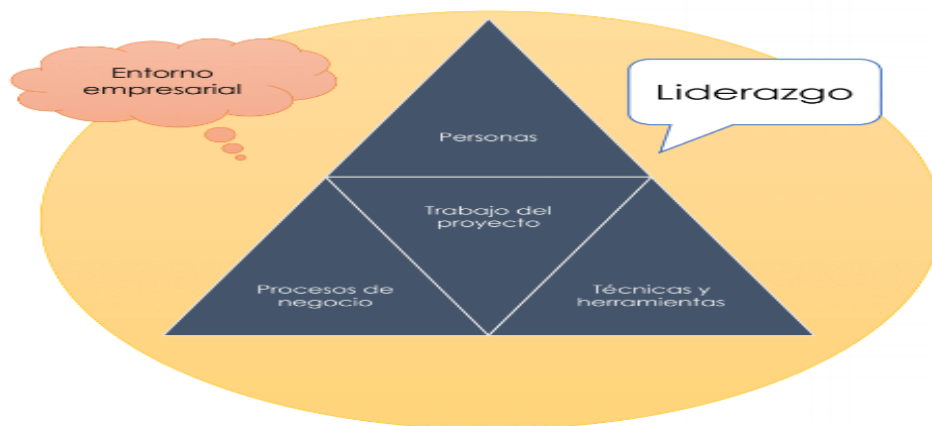 Entorno
empresarial
Liderazgo
Personas
Trabajo del
proyecto
Procesos de
negocio
Técnicas y
herramientas